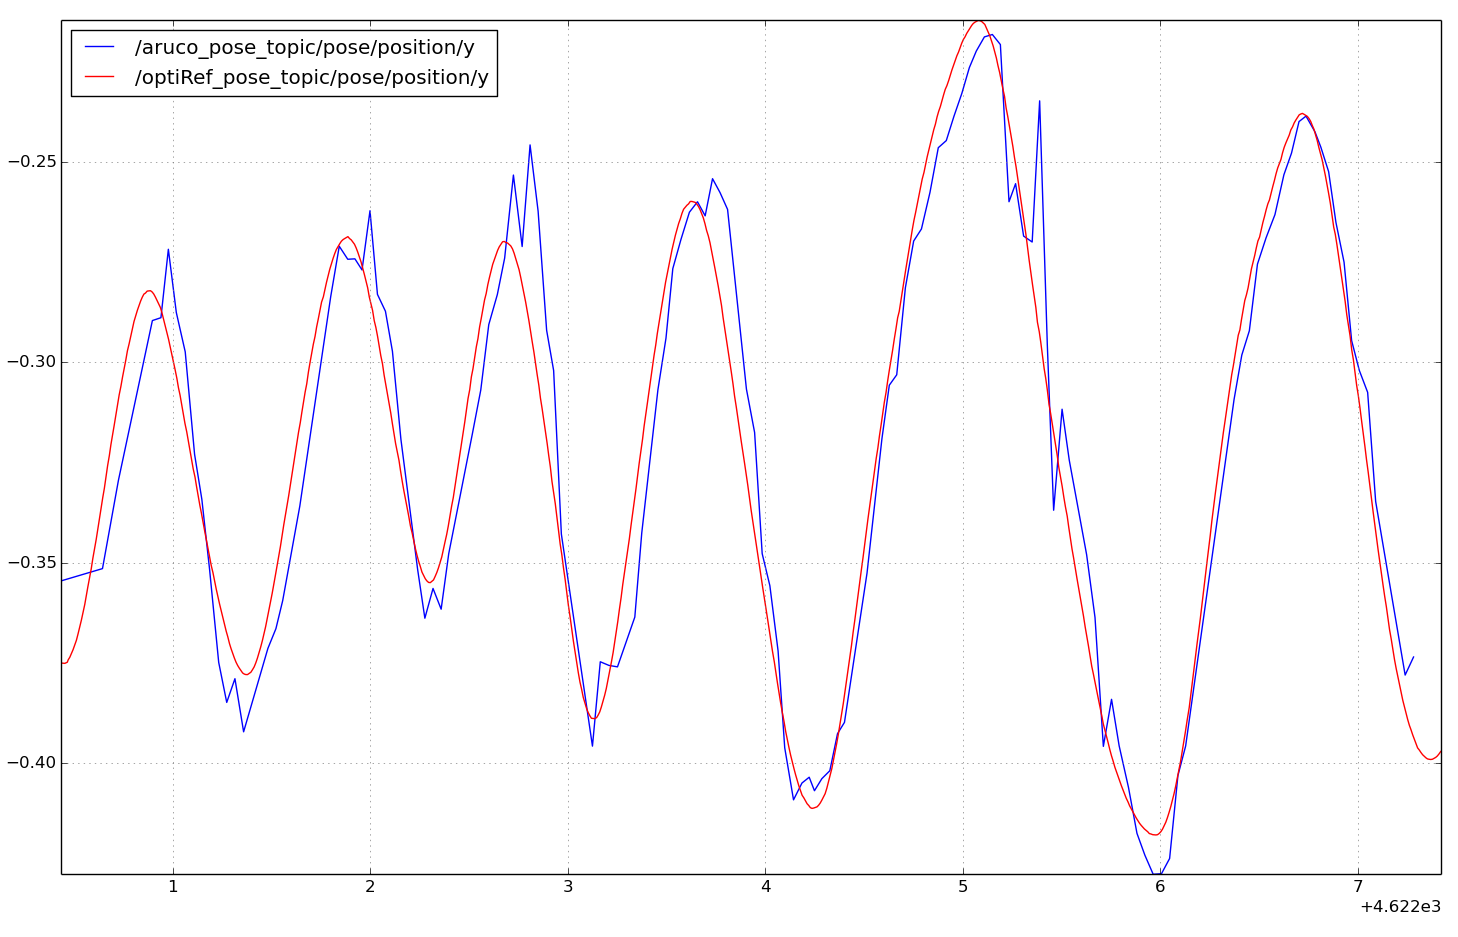 /aruco_pose_topic/pose/position/y
/optiRef_pose_topic/pose/position/y
−0.25
−0.30
−0.35
−0.40
1 2 3 4 5 6 7
+4.622e3